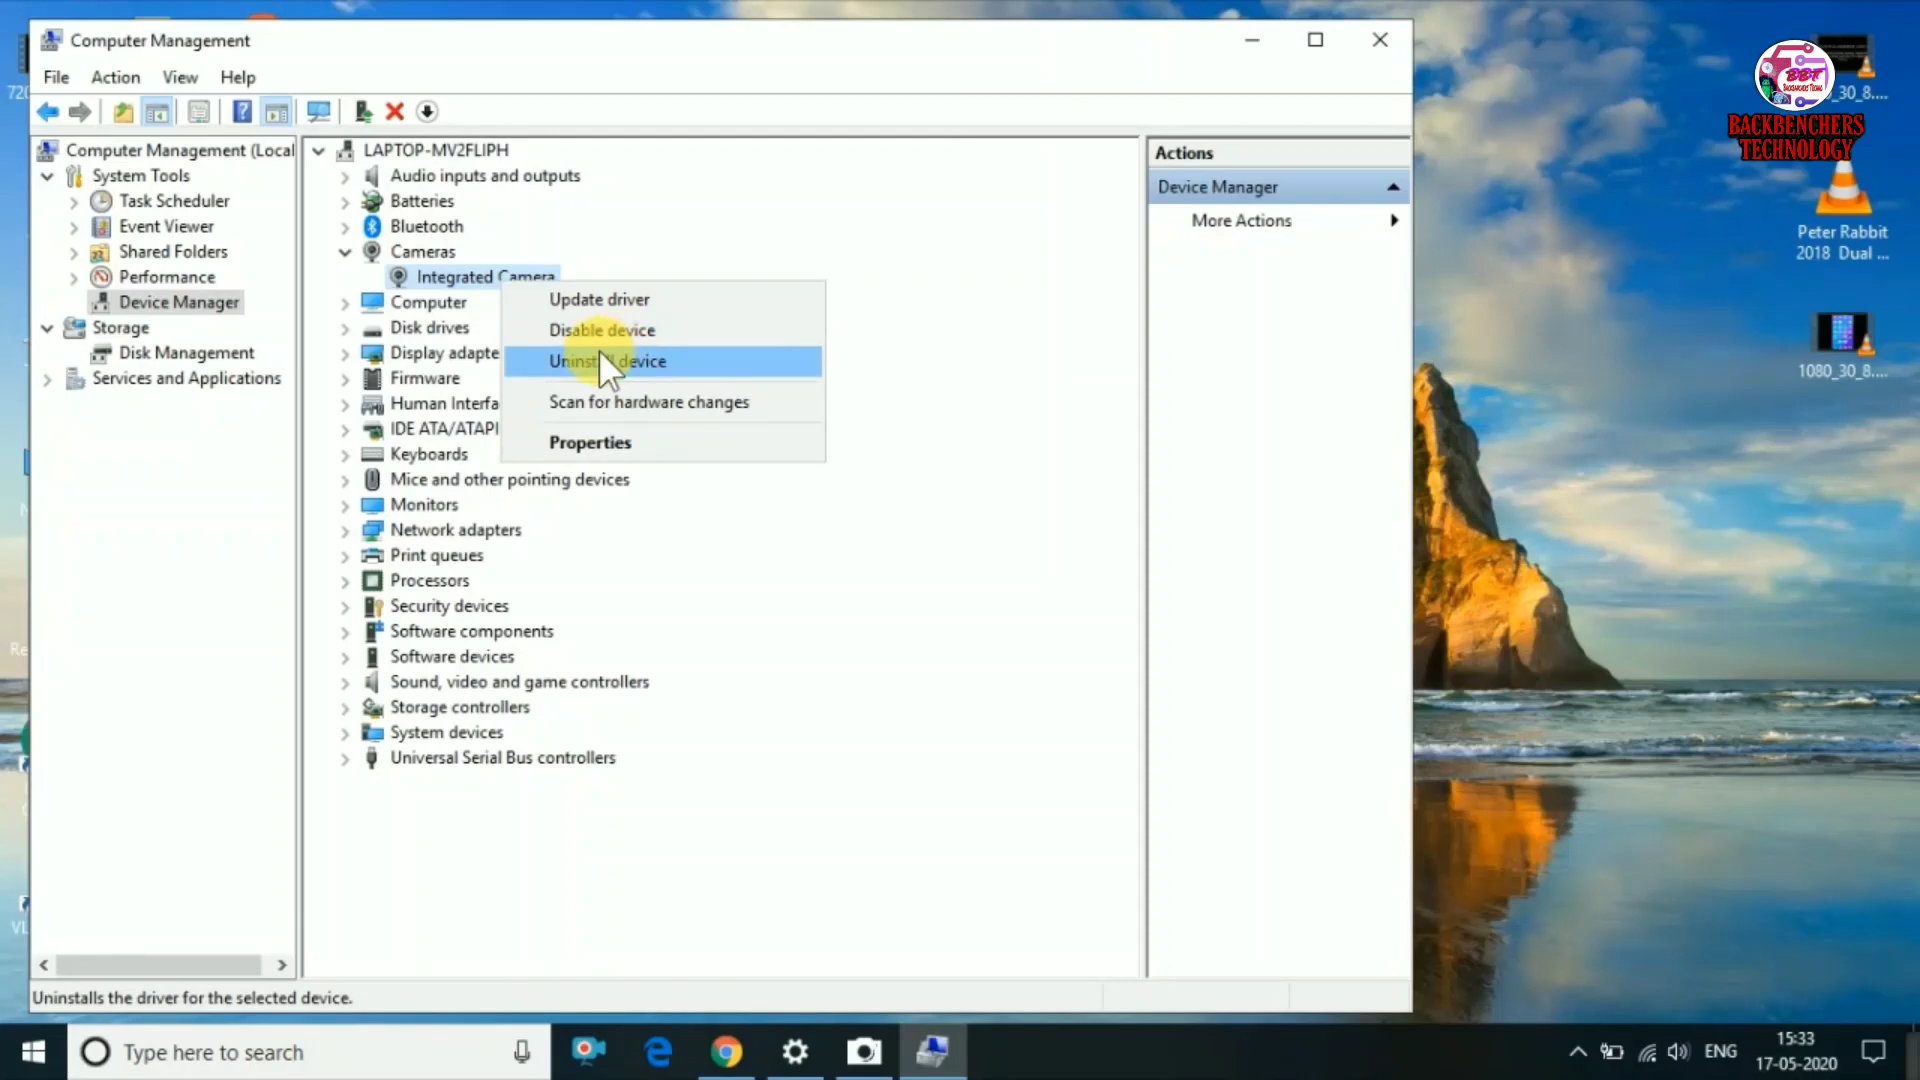 Computer Management
File Action View Help
Computer Management (Local
System Tools
Task Scheduler
Event Viewer
Shared Folders
Performance
Device Manager
Storage
Disk Management
Services and Applications
LAPTOP-MV2FLIPH
Audio inputs and outputs
Batteries
Bluetooth
Cameras
Integrated Camera
Computer
Disk drives
Display adapte
Firmware
Human Interfa
IDE ATA/ATAPI
Keyboards
Mice and other pointing devices
Monitors
Network adapters
Print queues
Processors
Security devices
Software components
Software devices
Sound, video and game controllers
Storage controllers
System devices
Universal Serial Bus controllers
Update driver
Disable device
Uninstall device
Scan for hardware changes
Properties
Actions
Device Manager
More Actions
Uninstalls the driver for the selected device.
BBT
BACKBENCHERS
TECHNOLOGY
_30_8....
Peter Rabbit
2018 Dual ...
1080_30_8....
720
Re
VL
Type here to search
ENG
15:33
17-05-2020